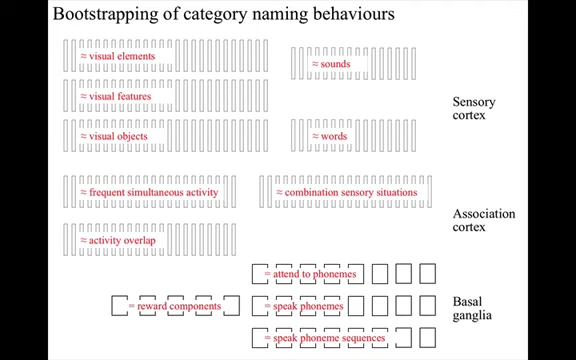 Bootstrapping of category naming behaviours
≈ visual elements
≈ sounds
≈ visual features
Sensory
cortex
≈ visual objects
≈ words
≈ frequent simultaneous activity
≈ combination sensory situations
Association
cortex
≈ activity overlap
= attend to phonemes
= reward components
= speak phonemes
Basal
ganglia
= speak phoneme sequences